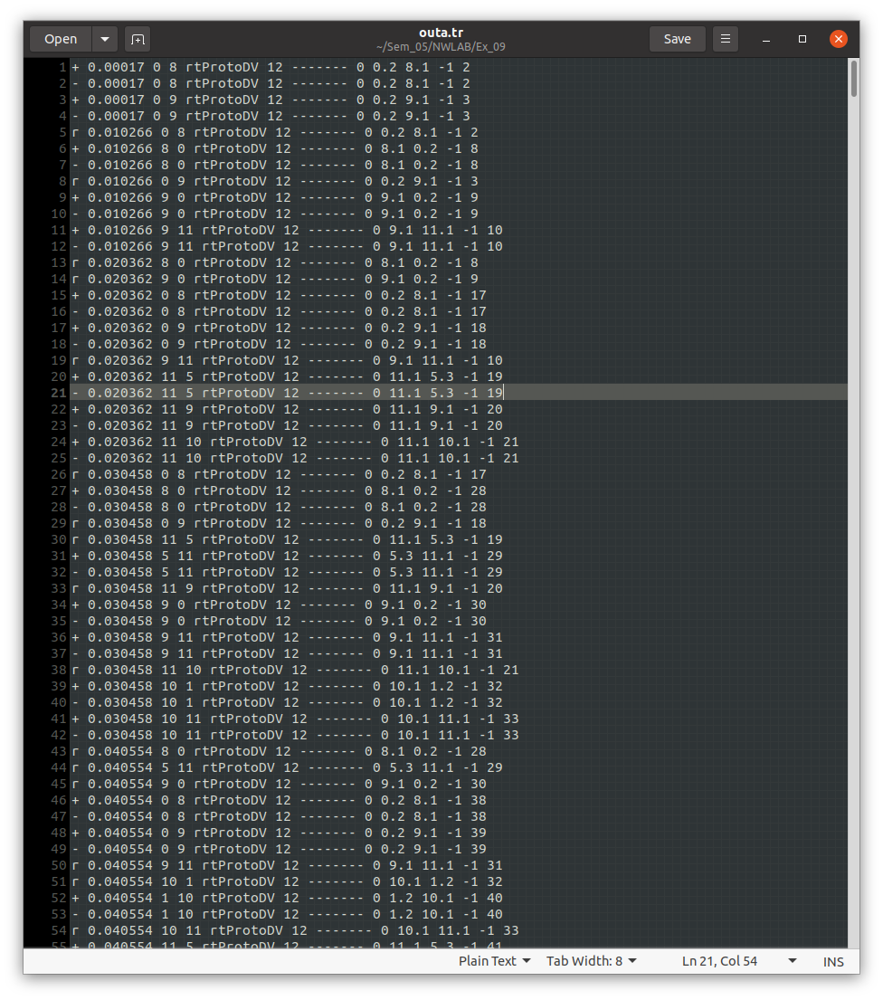 Open
outa.tr
~/Sem_05/NWLAB/Ex_09
Save
1 + 0.00017 0 8 rtProtoDV 12 ------- 0 0.2 8.1 -1 2
2 - 0.00017 0 8 rtProtoDV 12 ------- 0 0.2 8.1 -1 2
3 + 0.00017 0 9 rtProtoDV 12 ------- 0 0.2 9.1 -1 3
4 - 0.00017 0 9 rtProtoDV 12 ------- 0 0.2 9.1 -1 3
5 r 0.010266 0 8 rtProtoDV 12 ------- 0 0.2 8.1 -1 2
6 + 0.010266 8 0 rtProtoDV 12 ------- 0 8.1 0.2 -1 8
7 - 0.010266 8 0 rtProtoDV 12 ------- 0 8.1 0.2 -1 8
8 r 0.010266 0 9 rtProtoDV 12 ------- 0 0.2 9.1 -1 3
9 + 0.010266 9 0 rtProtoDV 12 ------- 0 9.1 0.2 -1 9
10 - 0.010266 9 0 rtProtoDV 12 ------- 0 9.1 0.2 -1 9
11 + 0.010266 9 11 rtProtoDV 12 ------- 0 9.1 11.1 -1 10
12 - 0.010266 9 11 rtProtoDV 12 ------- 0 9.1 11.1 -1 10
13 r 0.020362 8 0 rtProtoDV 12 ------- 0 8.1 0.2 -1 8
14 r 0.020362 9 0 rtProtoDV 12 ------- 0 9.1 0.2 -1 9
15 + 0.020362 0 8 rtProtoDV 12 ------- 0 0.2 8.1 -1 17
16 - 0.020362 0 8 rtProtoDV 12 ------- 0 0.2 8.1 -1 17
17 + 0.020362 0 9 rtProtoDV 12 ------- 0 0.2 9.1 -1 18
18 - 0.020362 0 9 rtProtoDV 12 ------- 0 0.2 9.1 -1 18
19 r 0.020362 9 11 rtProtoDV 12 ------- 0 9.1 11.1 -1 10
20 + 0.020362 11 5 rtProtoDV 12 ------- 0 11.1 5.3 -1 19
21 - 0.020362 11 5 rtProtoDV 12 ------- 0 11.1 5.3 -1 19
22 + 0.020362 11 9 rtProtoDV 12 ------- 0 11.1 9.1 -1 20
23 - 0.020362 11 9 rtProtoDV 12 ------- 0 11.1 9.1 -1 20
24 + 0.020362 11 10 rtProtoDV 12 ------- 0 11.1 10.1 -1 21
25 - 0.020362 11 10 rtProtoDV 12 ------- 0 11.1 10.1 -1 21
26 r 0.030458 0 8 rtProtoDV 12 ------- 0 0.2 8.1 -1 17
27 + 0.030458 8 0 rtProtoDV 12 ------- 0 8.1 0.2 -1 28
28 - 0.030458 8 0 rtProtoDV 12 ------- 0 8.1 0.2 -1 28
29 r 0.030458 0 9 rtProtoDV 12 ------- 0 0.2 9.1 -1 18
30 r 0.030458 11 5 rtProtoDV 12 ------- 0 11.1 5.3 -1 19
31 + 0.030458 5 11 rtProtoDV 12 ------- 0 5.3 11.1 -1 29
32 - 0.030458 5 11 rtProtoDV 12 ------- 0 5.3 11.1 -1 29
33 r 0.030458 11 9 rtProtoDV 12 ------- 0 11.1 9.1 -1 20
34 + 0.030458 9 0 rtProtoDV 12 ------- 0 9.1 0.2 -1 30
35 - 0.030458 9 0 rtProtoDV 12 ------- 0 9.1 0.2 -1 30
36 + 0.030458 9 11 rtProtoDV 12 ------- 0 9.1 11.1 -1 31
37 - 0.030458 9 11 rtProtoDV 12 ------- 0 9.1 11.1 -1 31
38 r 0.030458 11 10 rtProtoDV 12 ------- 0 11.1 10.1 -1 21
39 + 0.030458 10 1 rtProtoDV 12 ------- 0 10.1 1.2 -1 32
40 - 0.030458 10 1 rtProtoDV 12 ------- 0 10.1 1.2 -1 32
41 + 0.030458 10 11 rtProtoDV 12 ------- 0 10.1 11.1 -1 33
42 - 0.030458 10 11 rtProtoDV 12 ------- 0 10.1 11.1 -1 33
43 r 0.040554 8 0 rtProtoDV 12 ------- 0 8.1 0.2 -1 28
44 r 0.040554 5 11 rtProtoDV 12 ------- 0 5.3 11.1 -1 29
45 r 0.040554 9 0 rtProtoDV 12 ------- 0 9.1 0.2 -1 30
46 + 0.040554 0 8 rtProtoDV 12 ------- 0 0.2 8.1 -1 38
47 - 0.040554 0 8 rtProtoDV 12 ------- 0 0.2 8.1 -1 38
48 + 0.040554 0 9 rtProtoDV 12 ------- 0 0.2 9.1 -1 39
49 - 0.040554 0 9 rtProtoDV 12 ------- 0 0.2 9.1 -1 39
50 r 0.040554 9 11 rtProtoDV 12 ------- 0 9.1 11.1 -1 31
51 r 0.040554 10 1 rtProtoDV 12 ------- 0 10.1 1.2 -1 32
52 + 0.040554 1 10 rtProtoDV 12 ------- 0 1.2 10.1 -1 40
53 - 0.040554 1 10 rtProtoDV 12 ------- 0 1.2 10.1 -1 40
54 r 0.040554 10 11 rtProtoDV 12 ------- 0 10.1 11.1 -1 33
55 + 0.040554 11 5 rtProtoDV 12 ------- 0 11.1 5.3 -1 41
Plain Text Tab Width: 8 Ln 21, Col 54 INS